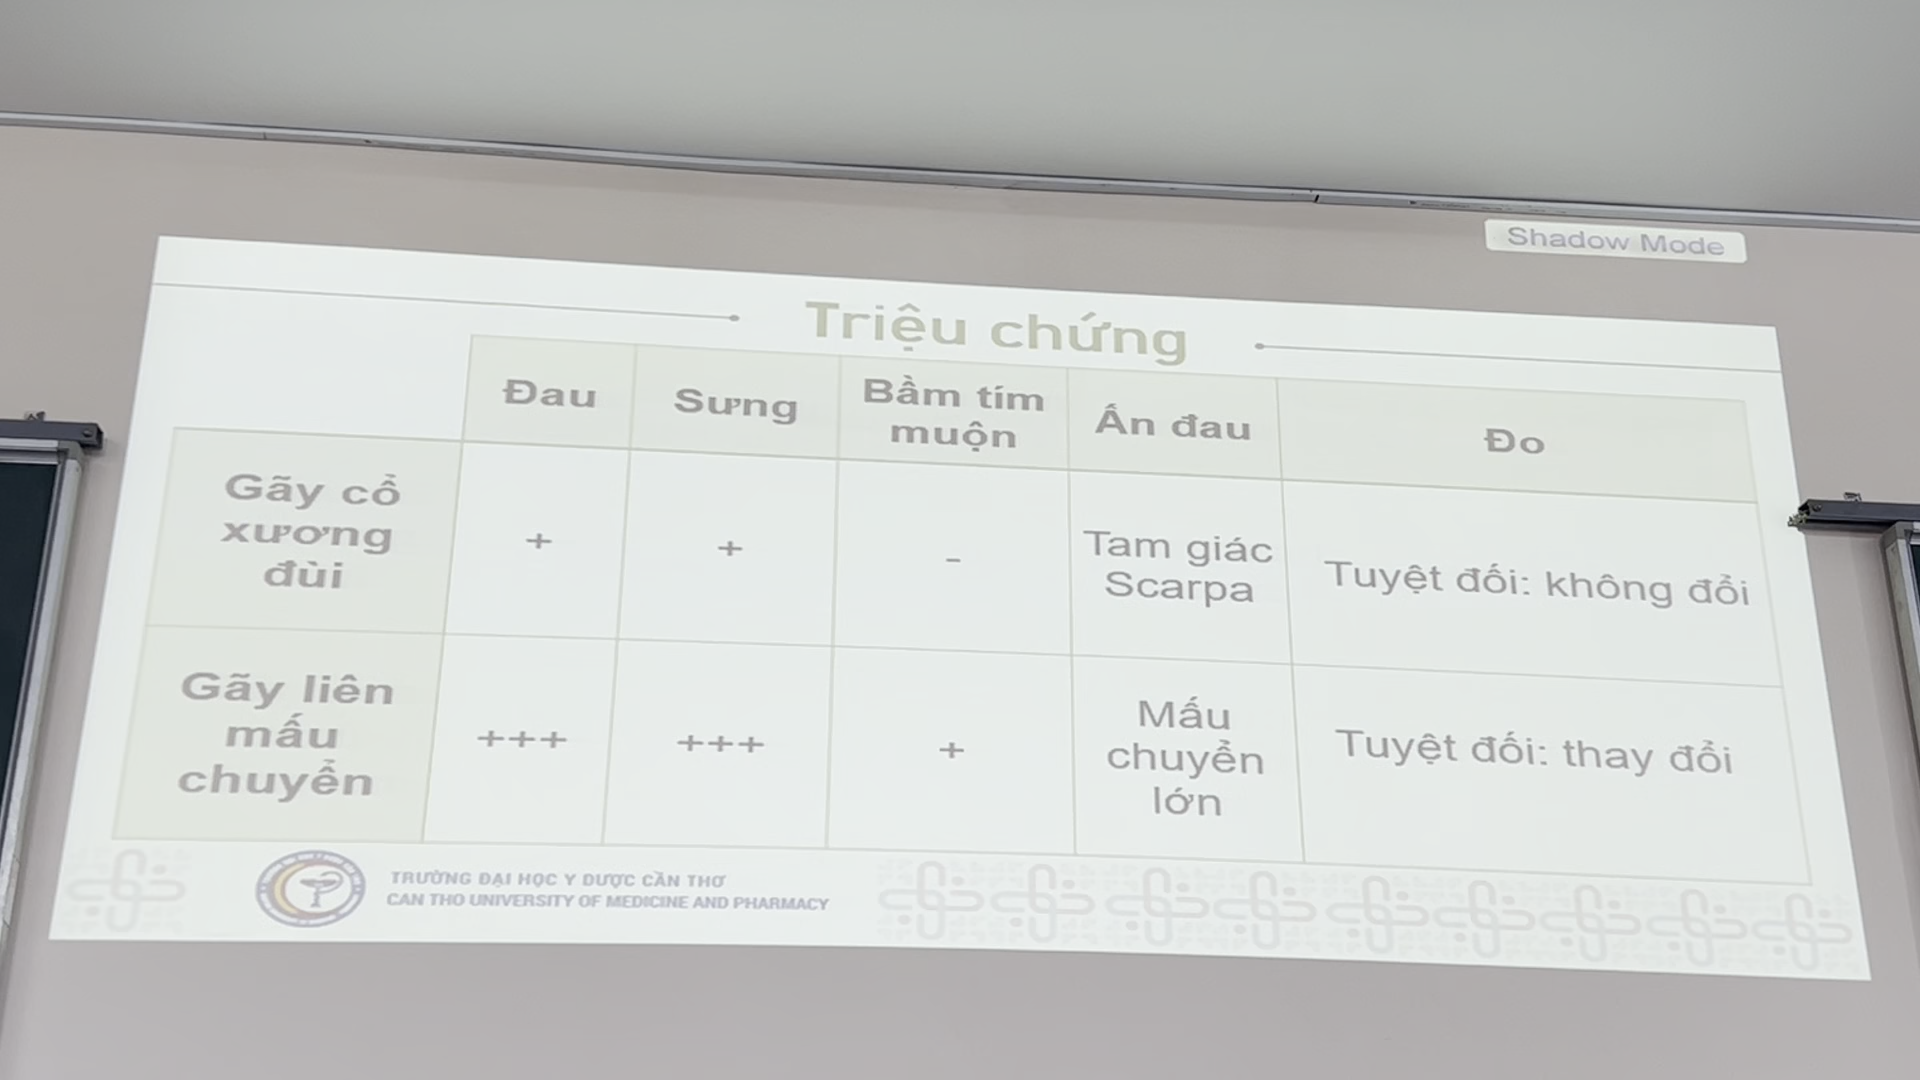 Shadow Mode
Triệu chứng
Đau
Sưng
Bầm tím
muộn
Ấn đau
Đo
Gãy cổ
xương
đùi
+
+
-
Tam giác
Scarpa
Tuyệt đối: không đổi
Gãy liên
mấu
chuyển
+++
+++
+
Mấu
chuyển
lớn
Tuyệt đối: thay đổi
TRƯỜNG ĐẠI HỌC Y DƯỢC CẦN THƠ
CAN THO UNIVERSITY OF MEDICINE AND PHARMACY